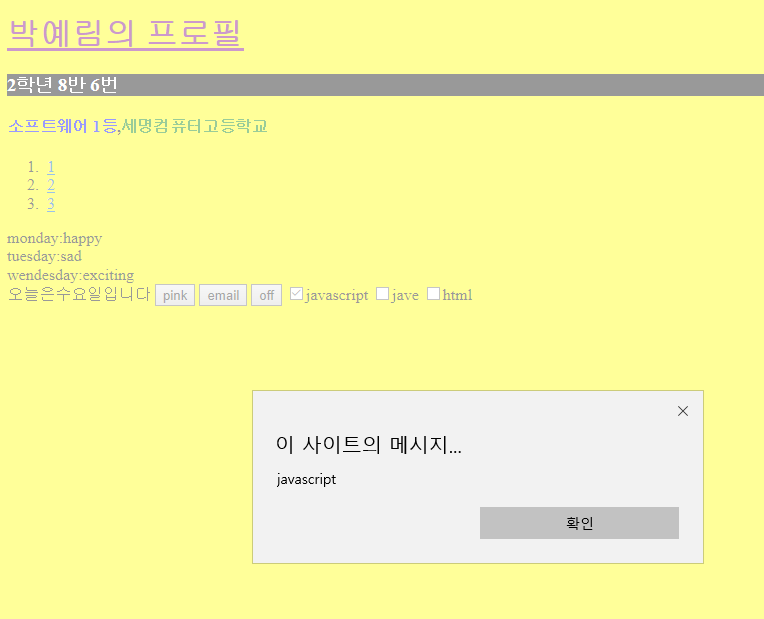 박예림의 프로필
2학년 8반 6번
소프트웨어 1등,세명컴퓨터고등학교
1. 1
2. 2
3. 3
monday:happy
tuesday:sad
wendesday:exciting
오늘은수요일입니다 pink email off javascript jave html
이 사이트의 메시지...
javascript
확인